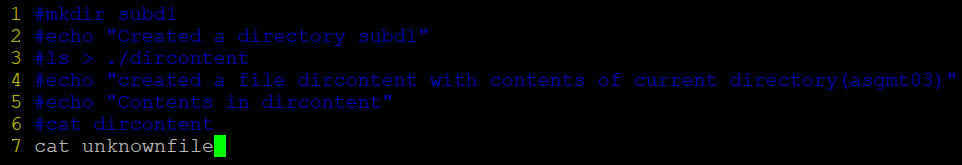 1 #mkdir subd1
2 #echo "Created a directory subd1"
3 #ls > ./dircontent
4 #echo "created a file dircontent with contents of current directory(asgmt03)"
5 #echo "Contents in dircontent"
6 #cat dircontent
7 cat unknownfile